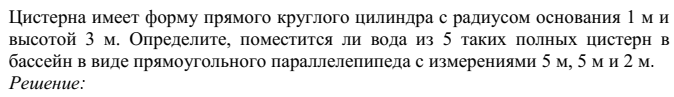 Цистерна имеет форму прямого круглого цилиндра с радиусом основания 1 м и
высотой 3 м. Определите, поместится ли вода из 5 таких полных цистерн в
бассейн в виде прямоугольного параллелепипеда с измерениями 5 м, 5 м и 2 м.
Решение: